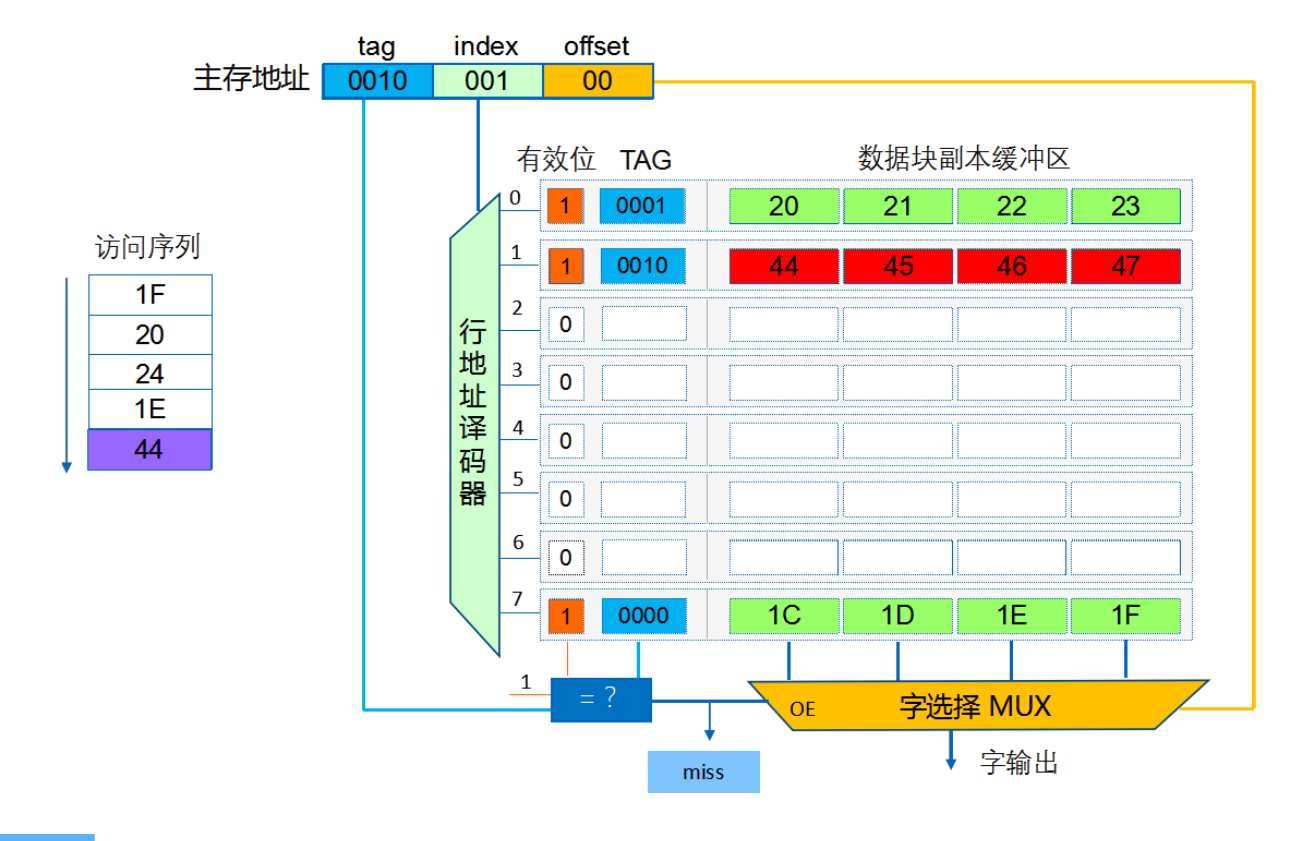 tag index offset
主存地址 0010 001 00
有效位 TAG 数据块副本缓冲区
0 1 0001 20 21 22 23
访问序列
1 1 0010 44 45 46 47
1F
2 0
20
3 0
24
1E
4 0
44
5 0
6 0
7 1 0000 1C 1D 1E 1F
行地址译码器
1 = ? OE 字选择 MUX
miss 字输出